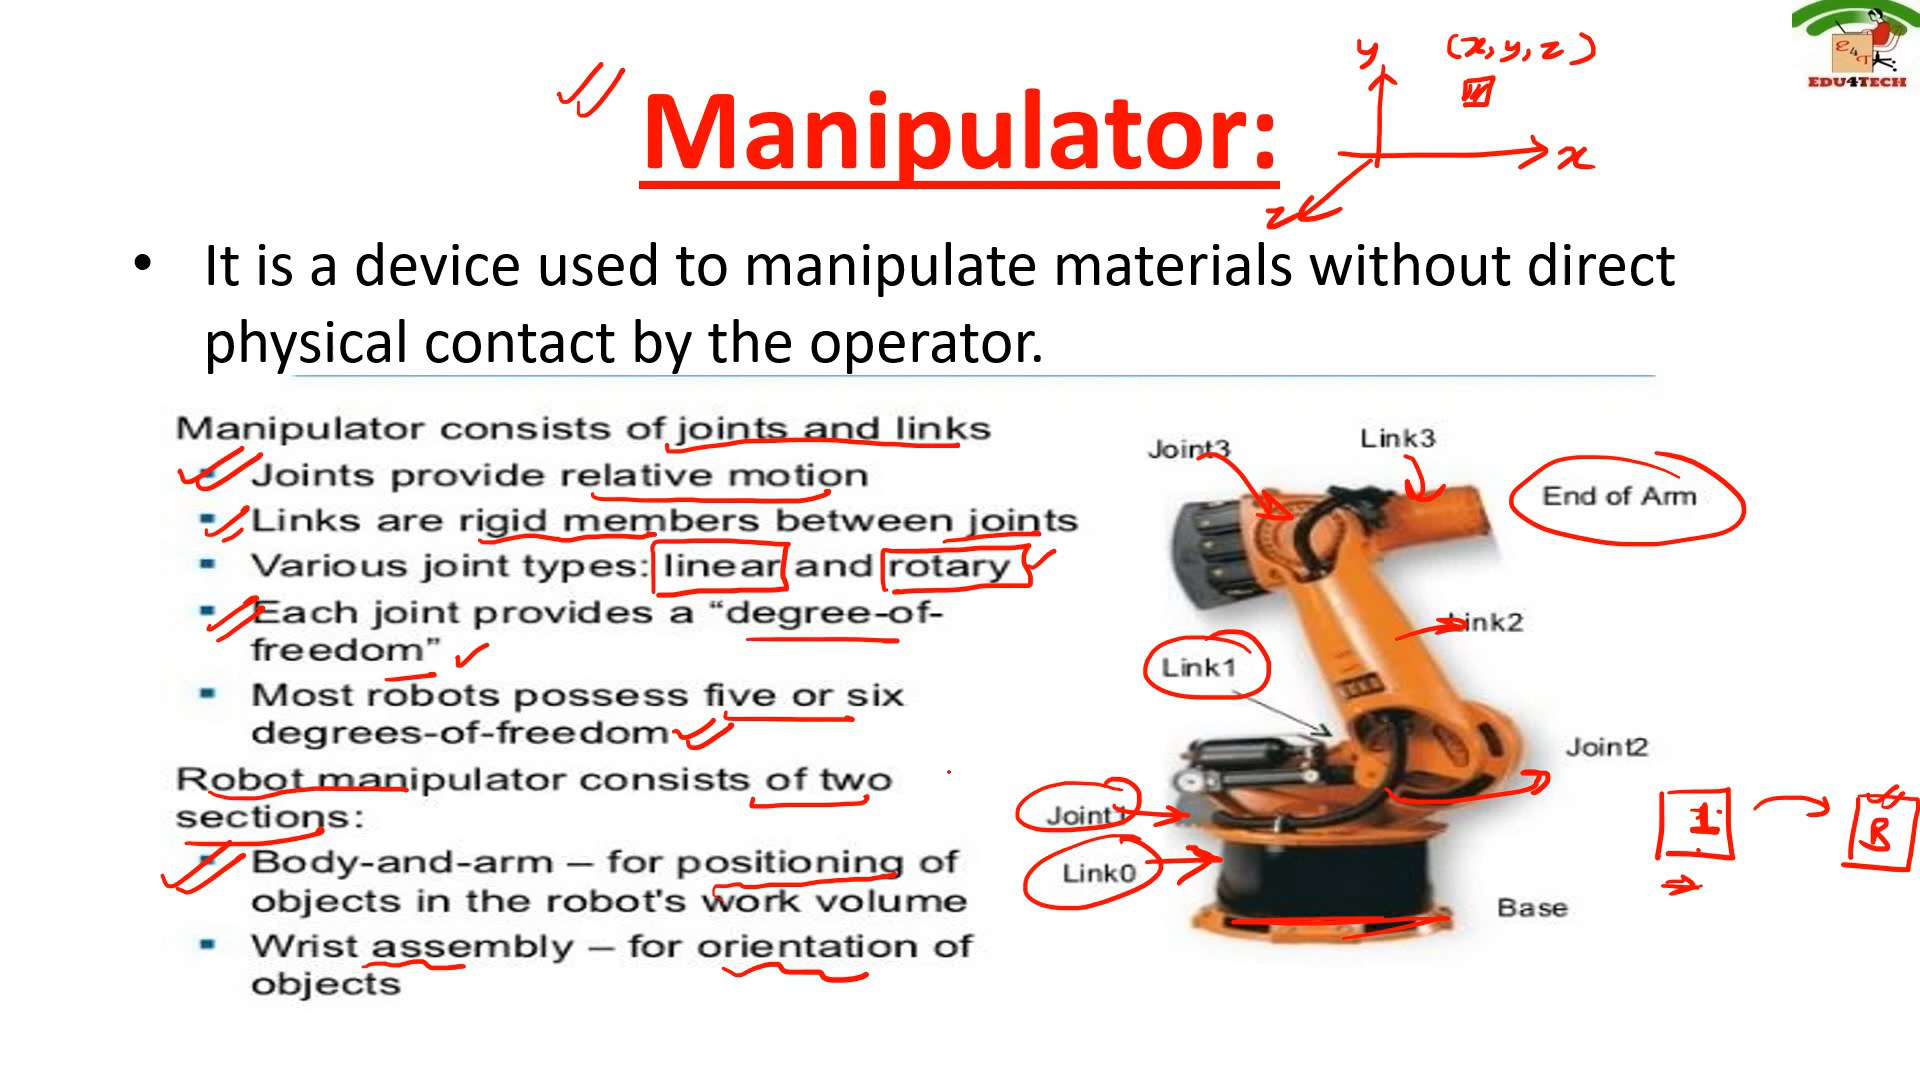 Manipulator:
y
(x, y, z)
x
z
EDU4TECH
• It is a device used to manipulate materials without direct
physical contact by the operator.
Manipulator consists of joints and links
Joints provide relative motion
Links are rigid members between joints
Various joint types: linear and rotary
Each joint provides a “degree-of-
freedom”
Most robots possess five or six
degrees-of-freedom
Robot manipulator consists of two
sections:
Body-and-arm – for positioning of
objects in the robot's work volume
Wrist assembly – for orientation of
objects
Joint3
Link3
End of Arm
Link2
Link1
Joint2
Joint1
Link0
Base
1
B